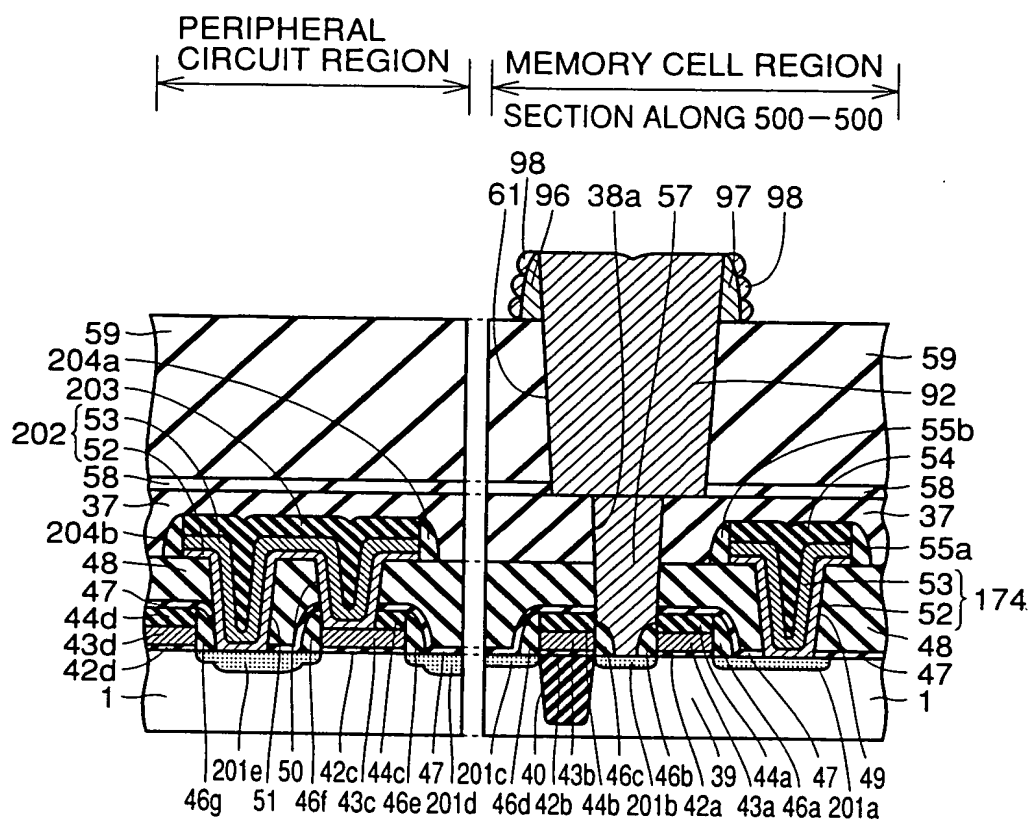 PERIPHERAL
CIRCUIT REGION
MEMORY CELL REGION
SECTION ALONG 500-500
98
61 96 38a 57 97 98
59
204a
203
202 { 53
52
58
37
204b
48
47
44d
43d
42d
1
59
92
55b
54
58
37
55a
53 } 174
52
48
47
1
201e 50 42c 44c 47 201c 40 43b 46c 46b 39 44a 47 49
46g 51 46f 43c 46e 201d 46d 42b 44b 201b 42a 43a 46a 201a